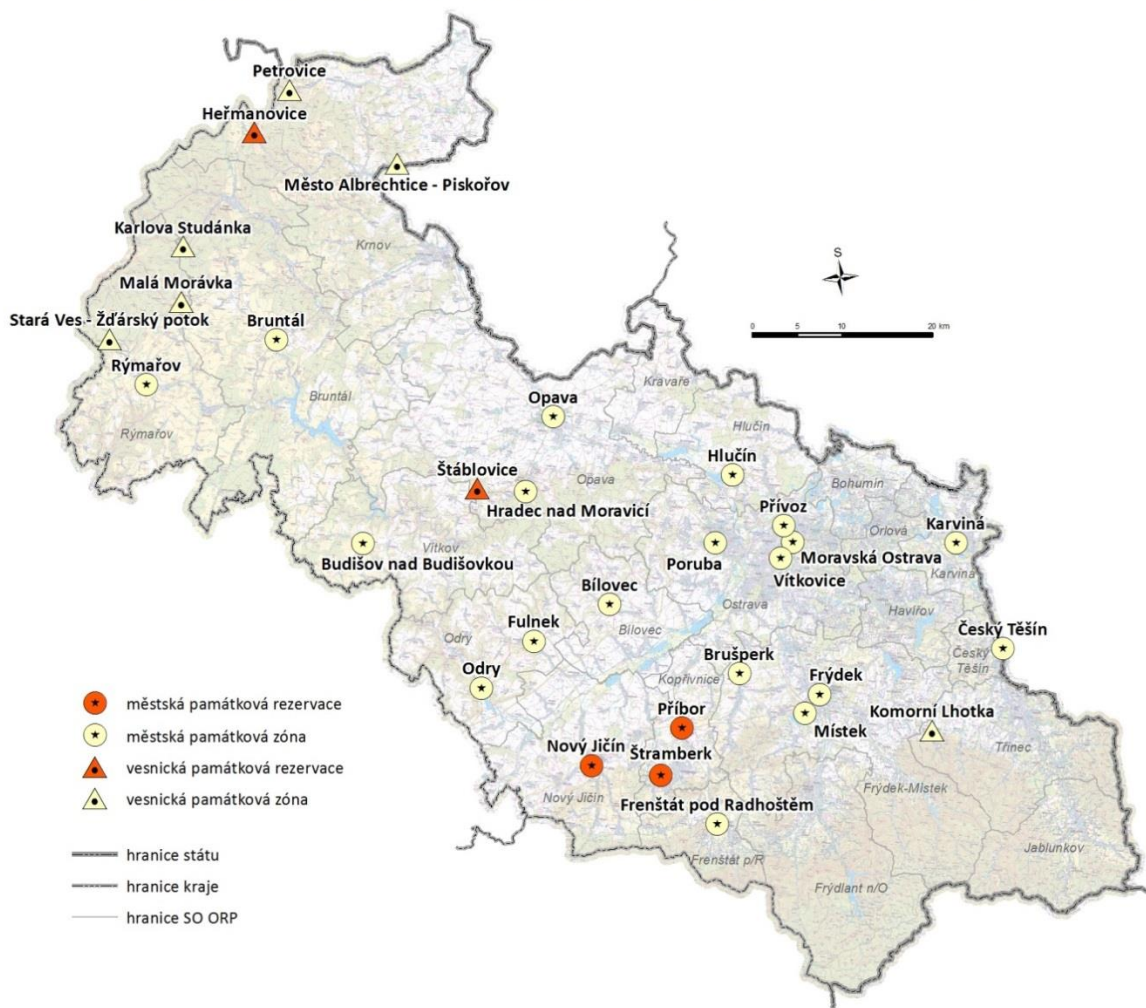 Petrovice
Heřmanovice
Město Albrechtice - Piskořov
Karlova Studánka
Krnov
S
Malá Morávka
Stará Ves - Žďárský potok
Bruntál
0 5 10 20 km
Rýmařov
Bruntál
Kravaře
Opava
Hlučín
Rýmařov
Hlučín
Štáblovice
Opava
Bohumín
Hradec nad Moravicí
Přívoz
Orlová
Karviná
Vítkov
Budišov nad Budišovkou
Poruba
Moravská Ostrava
Vítkovice
Karviná
Bílovec
Ostrava
Havířov
Fulnek
Bílovec
Český Těšín
Odry
Český
Těšín
Brušperk
Odry
Kopřivnice
Frýdek
městská památková rezervace
Příbor
Místek
Komorní Lhotka
městská památková zóna
Nový Jičín
Štramberk
Třinec
vesnická památková rezervace
Nový Jičín
Frýdek-Místek
vesnická památková zóna
Frenštát pod Radhoštěm
Jablunkov
hranice státu
Frenštát p/R
hranice kraje
Frýdlant n/O
hranice SO ORP